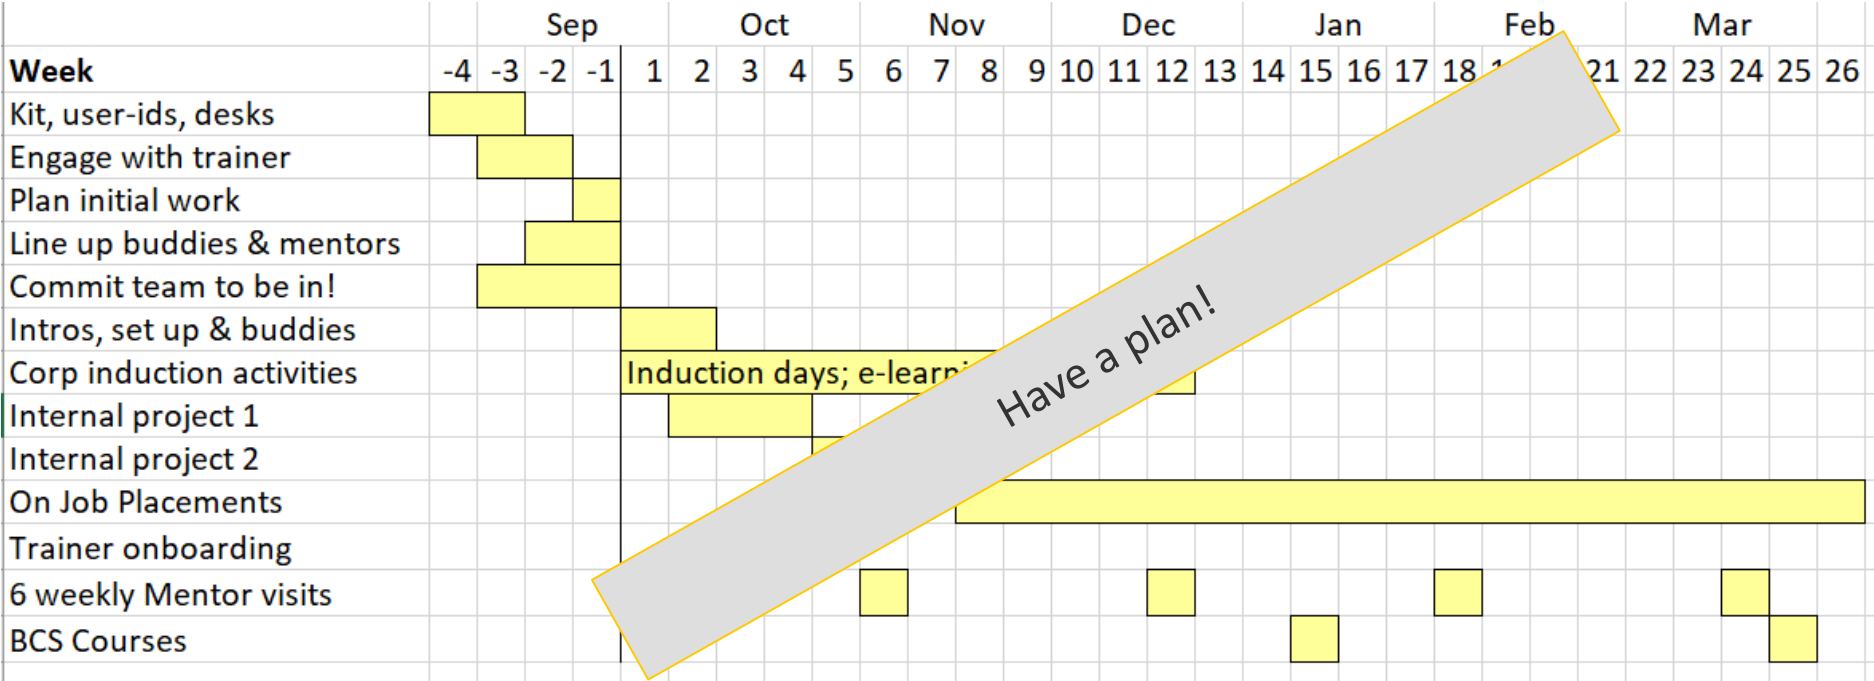 Sep Oct Nov Dec Jan Feb Mar
Week -4 -3 -2 -1 1 2 3 4 5 6 7 8 9 10 11 12 13 14 15 16 17 18 21 22 23 24 25 26
Kit, user-ids, desks
Engage with trainer
Plan initial work
Line up buddies & mentors
Commit team to be in!
Intros, set up & buddies
Corp induction activities Induction days;
Internal project 1
Internal project 2
On Job Placements
Trainer onboarding
6 weekly Mentor visits
BCS Courses
Have a plan!